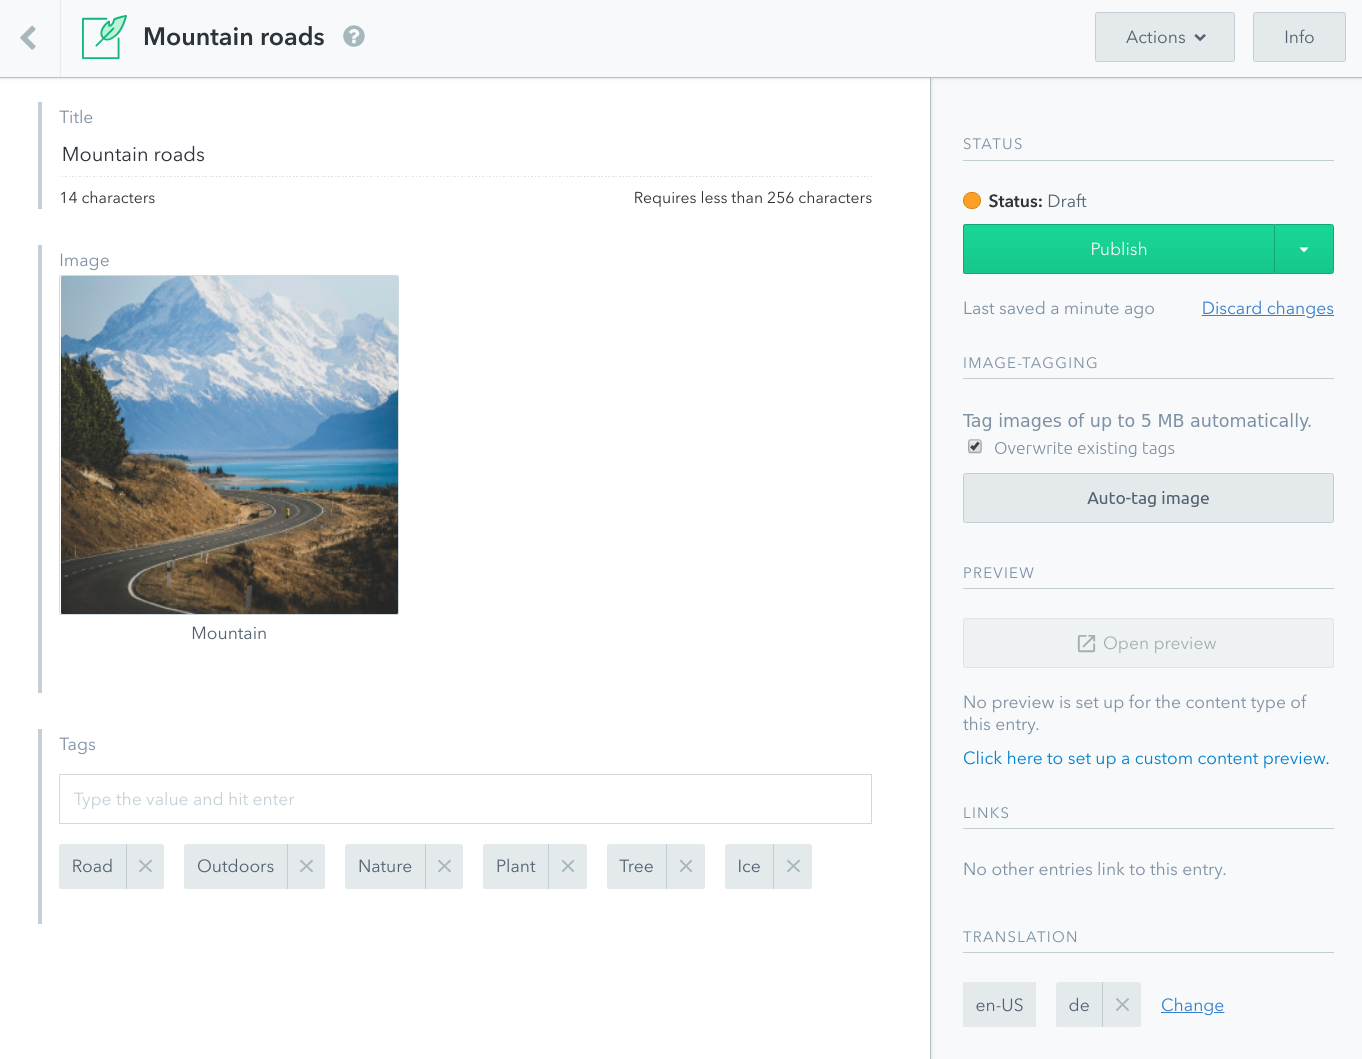 Mountain roads
?
Actions
Info
Title
Mountain roads
14 characters
Requires less than 256 characters
Image
Mountain
Tags
Type the value and hit enter
Road
Outdoors
Nature
Plant
Tree
Ice
STATUS
Status: Draft
Publish
Last saved a minute ago
Discard changes
IMAGE-TAGGING
Tag images of up to 5 MB automatically.
Overwrite existing tags
Auto-tag image
PREVIEW
Open preview
No preview is set up for the content type of
this entry.
Click here to set up a custom content preview.
LINKS
No other entries link to this entry.
TRANSLATION
en-US
de
Change